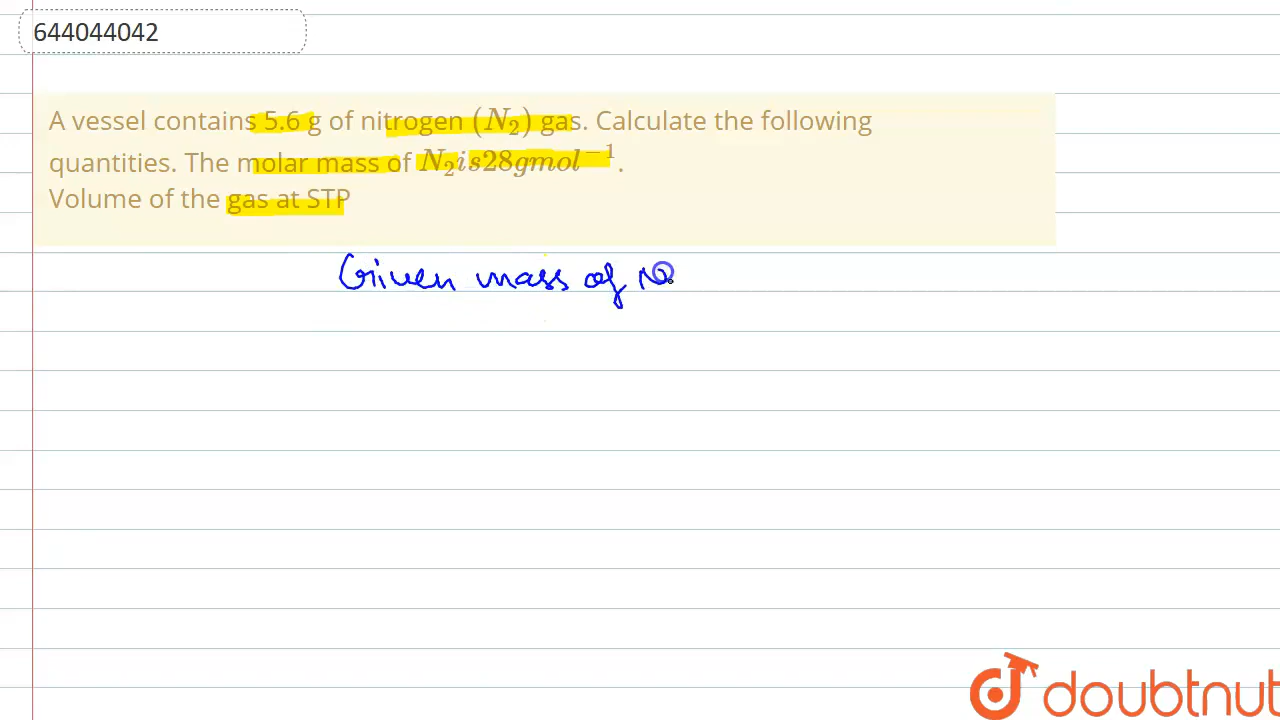 644044042
A vessel contains 5.6 g of nitrogen (N₂) gas. Calculate the following
quantities. The molar mass of N₂is28gmol⁻¹.
Volume of the gas at STP
Given mass of N₂
doubtnut